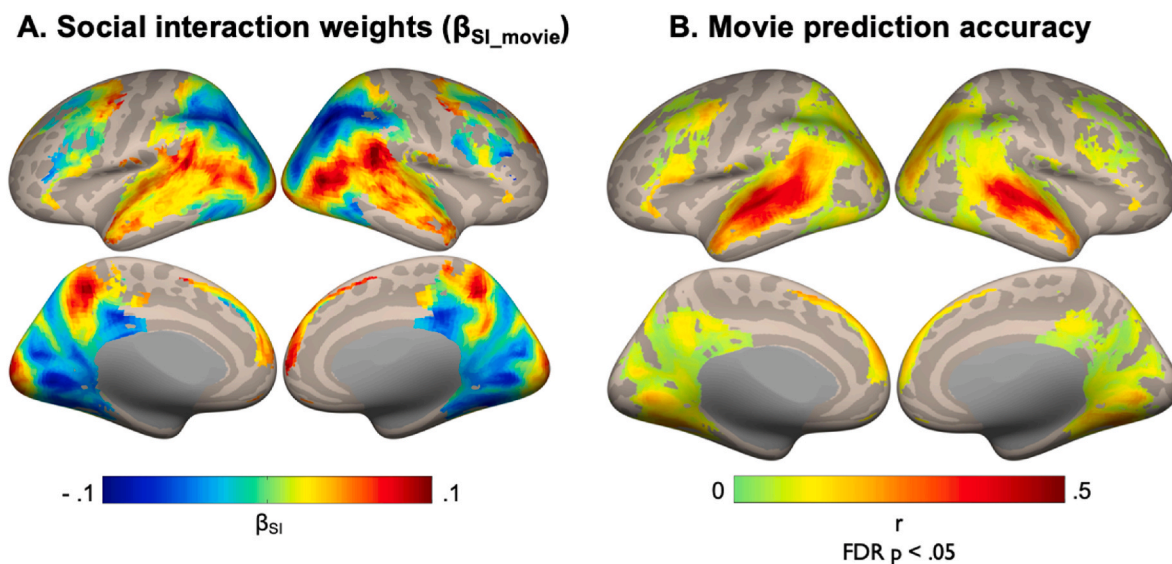 A. Social interaction weights (βSI_movie)
B. Movie prediction accuracy
- .1
.1
βSI
0
.5
r
FDR p < .05